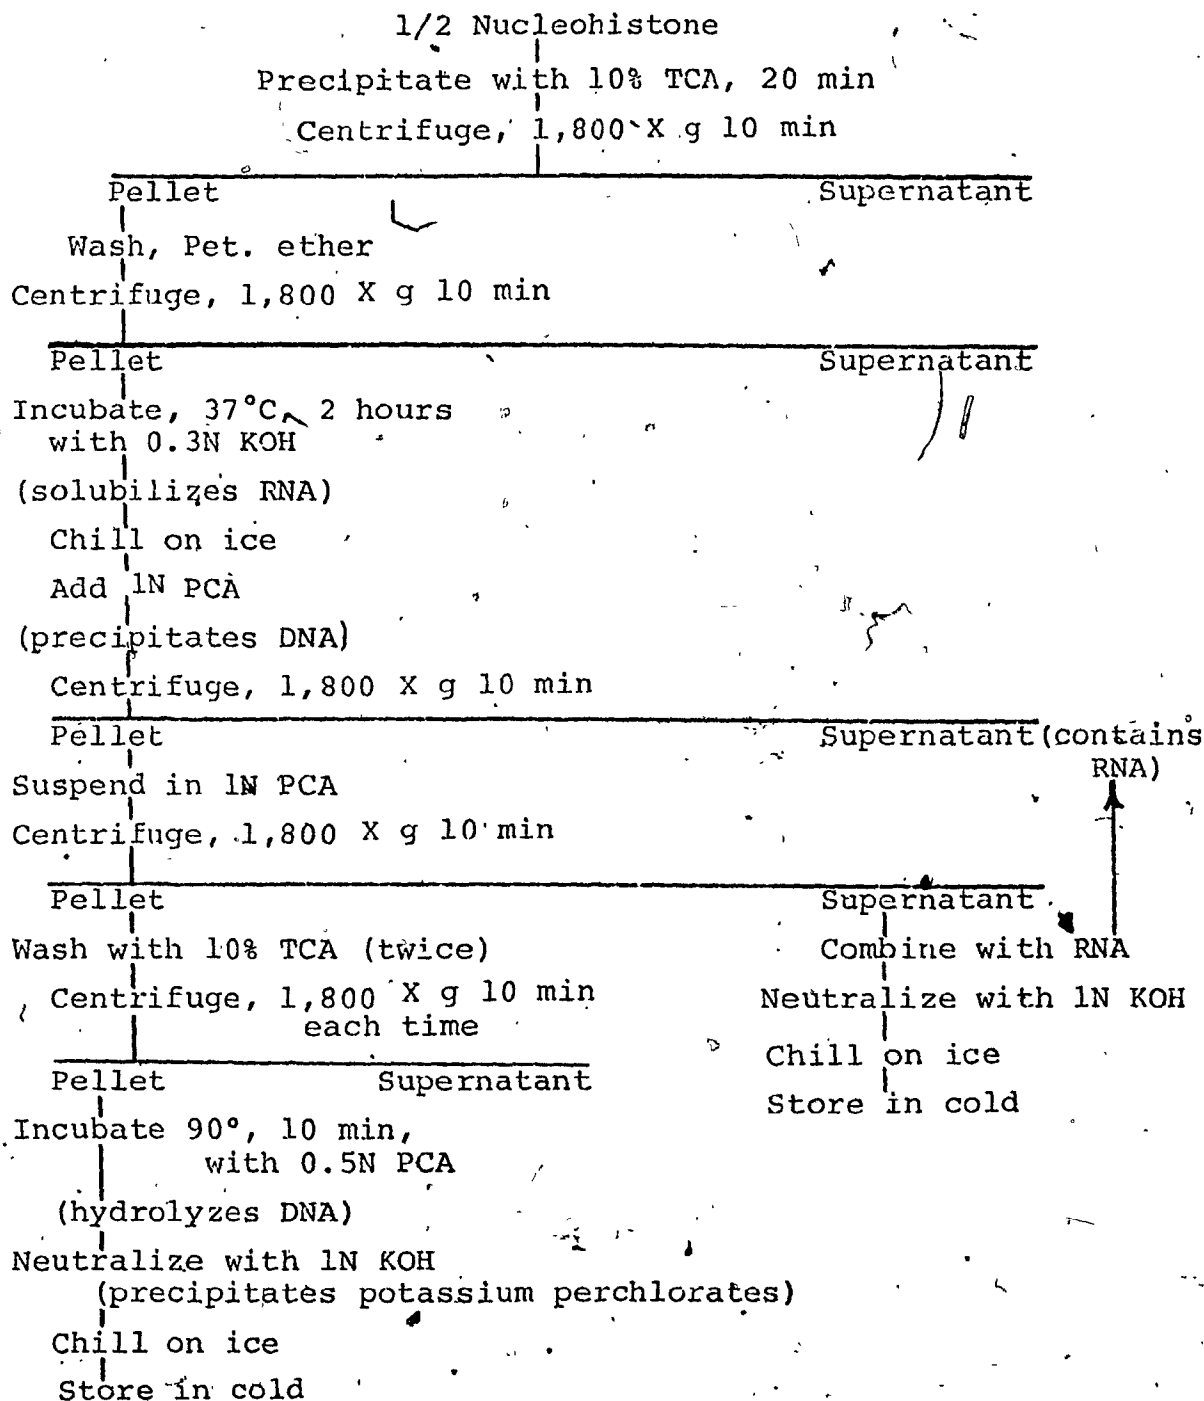 1/2 Nucleohistone
Precipitate with 10% TCA, 20 min
Centrifuge, 1,800 X g 10 min
Pellet Supernatant
Wash, Pet. ether
Centrifuge, 1,800 X g 10 min
Pellet Supernatant
Incubate, 37°C, 2 hours
with 0.3N KOH
(solubilizes RNA)
Chill on ice
Add 1N PCA
(precipitates DNA)
Centrifuge, 1,800 X g 10 min
Pellet Supernatant (contains
RNA)
Suspend in 1N PCA
Centrifuge, 1,800 X g 10 min
Pellet Supernatant
Wash with 10% TCA (twice) Combine with RNA
Centrifuge, 1,800 X g 10 min Neutralize with 1N KOH
each time
Chill on ice
Pellet Supernatant
Store in cold
Incubate 90°, 10 min,
with 0.5N PCA
(hydrolyzes DNA)
Neutralize with 1N KOH
(precipitates potassium perchlorates)
Chill on ice
Store in cold